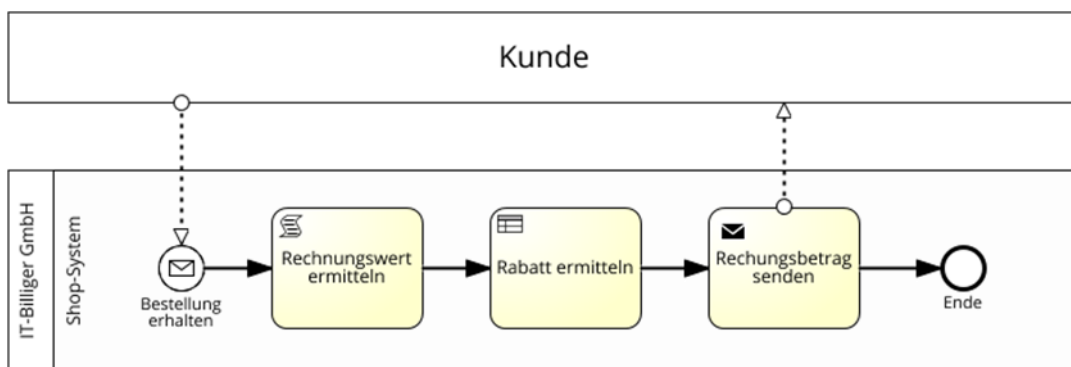 Kunde
IT-Billiger GmbH
Shop-System
Bestellung
erhalten
Rechnungswert
ermitteln
Rabatt ermitteln
Rechungsbetrag
senden
Ende